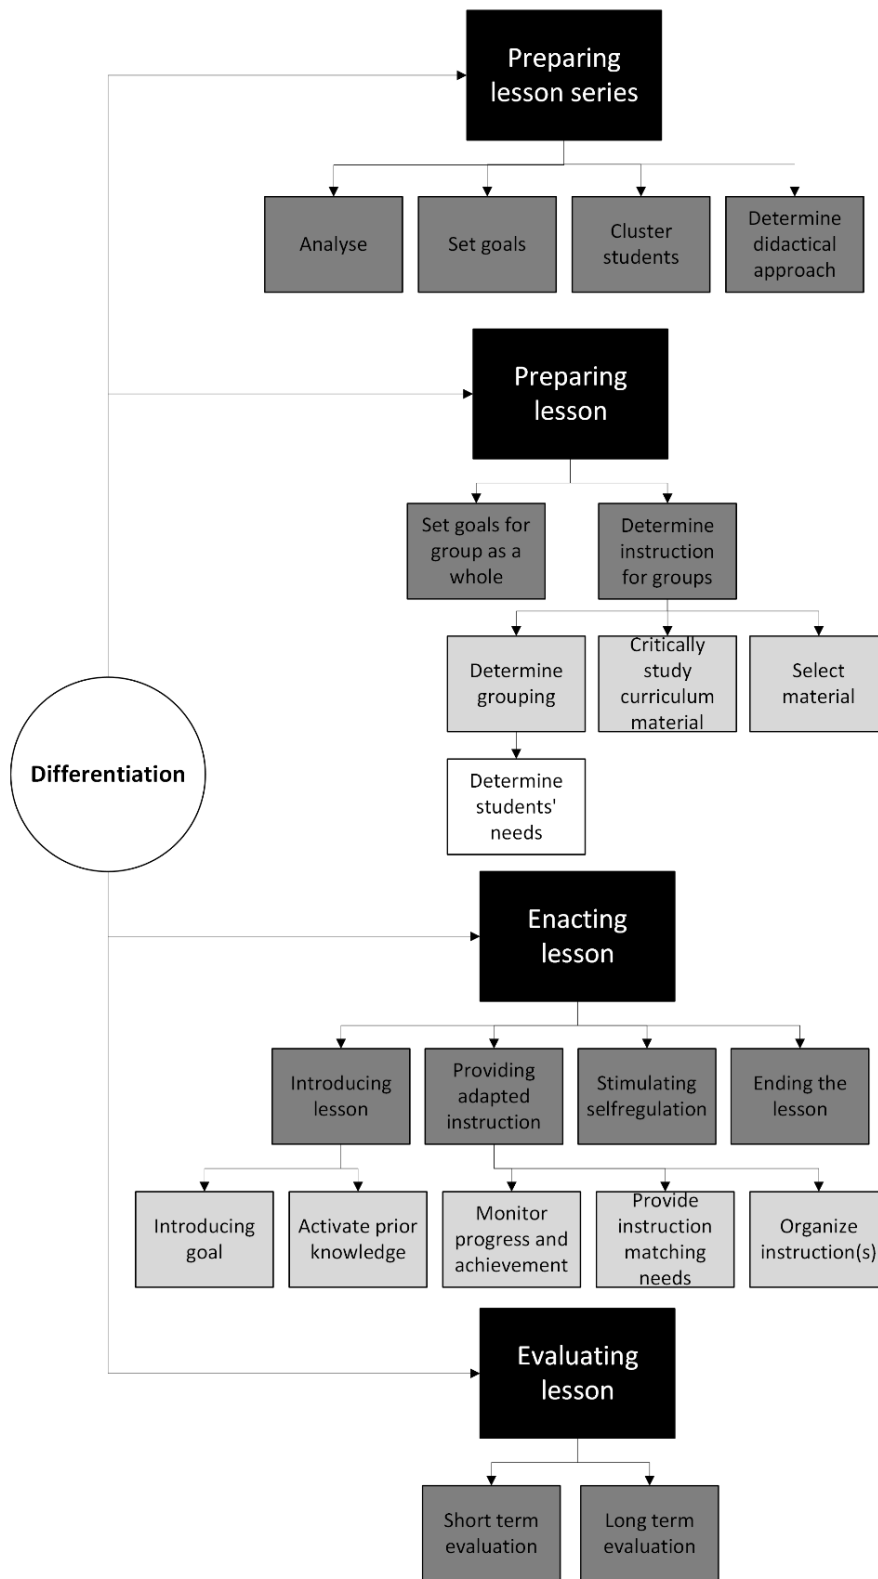 Preparing
lesson series
Analyse
Set goals
Cluster
students
Determine
didactical
approach
Preparing
lesson
Set goals for
group as a
whole
Determine
instruction
for groups
Determine
grouping
Critically
study
curriculum
material
Select
material
Differentiation
Determine
students'
needs
Enacting
lesson
Introducing
lesson
Providing
adapted
instruction
Stimulating
selfregulation
Ending the
lesson
Introducing
goal
Activate prior
knowledge
Monitor
progress and
achievement
Provide
instruction
matching
needs
Organize
instruction(s)
Evaluating
lesson
Short term
evaluation
Long term
evaluation